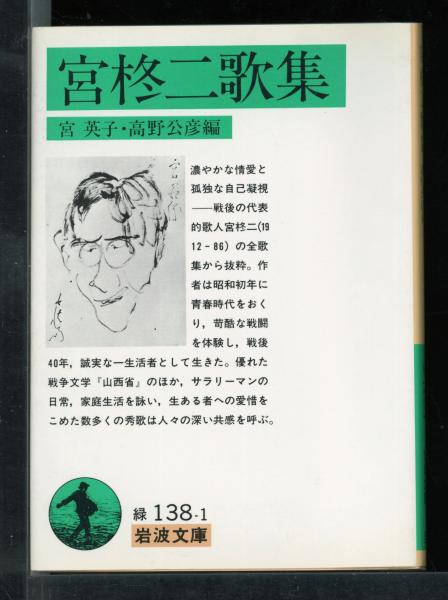 宮柊二歌集
宮 英子・高野公彦編
濃やかな情愛と
孤独な自己凝視
──戦後の代表
的歌人宮柊二(19
12-86)の全歌
集から抜粋。作
者は昭和初年に
青春時代をおく
り，苛酷な戦闘
を体験し，戦後
40年，誠実な一生活者として生きた。優れた
戦争文学『山西省』のほか，サラリーマンの
日常，家庭生活を詠い，生ある者への愛惜を
こめた数多くの秀歌は人々の深い共感を呼ぶ。
緑 138-1
岩波文庫